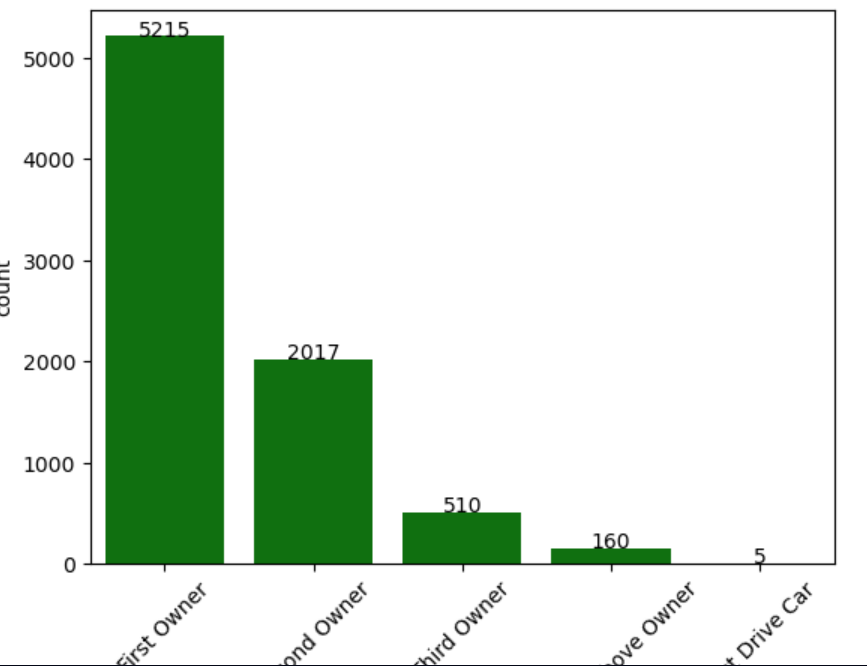 5215
5000
4000
3000
count
2017
2000
1000
510
160
5
0
First Owner
ond Owner
Third Owner
ove Owner
t Drive Car